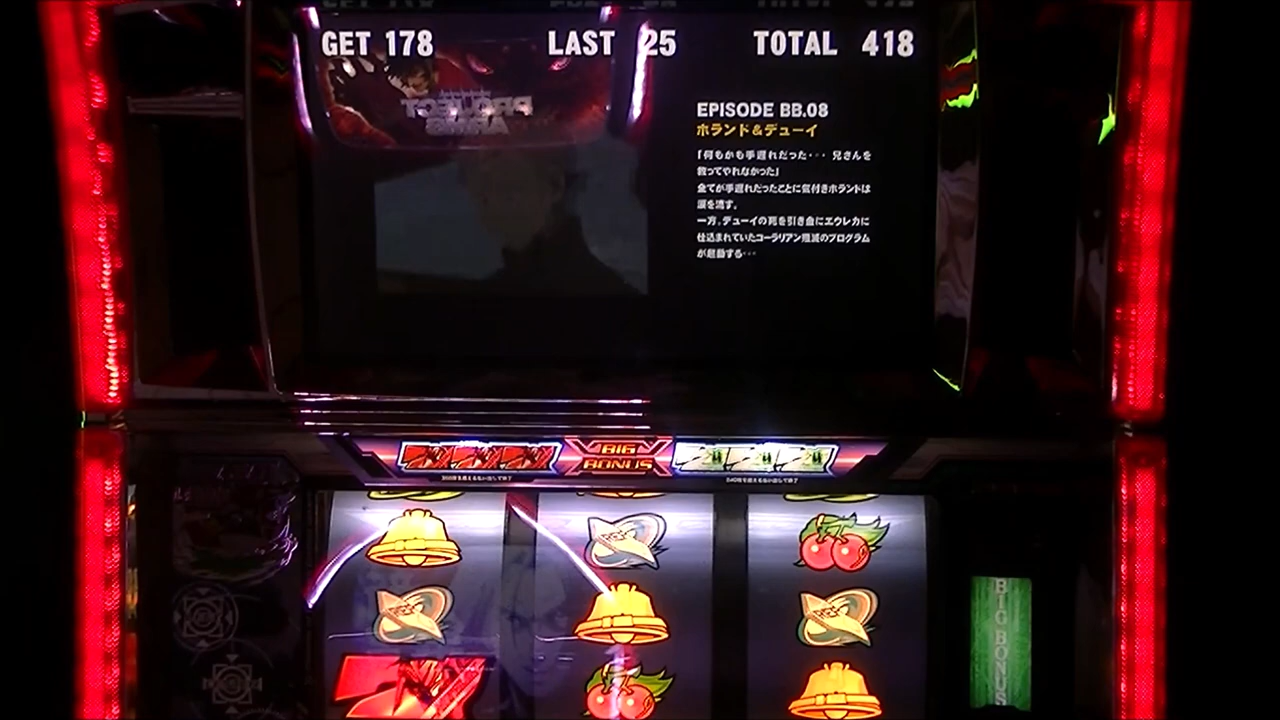 GET 178 LAST 25 TOTAL 418
EPISODE BB.08
ホランド&デューイ
「何もかも手遅れだった・・・ 兄さんを
救ってやれなかった」
全てが手遅れだったことに気付きホランドは
涙を流す。
一方、デューイの死を引き金にエウレカに
仕込まれていたコーラリアン殲滅のプログラム
が起動する・・・
BIG
BONUS
REK
REK
REK
BIG BONUS